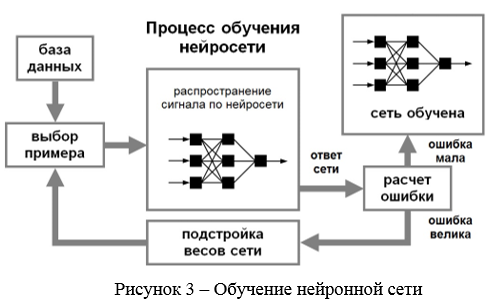 Процесс обучения
нейросети
база
данных
выбор
примера
распространение
сигнала по нейросети
ответ
сети
сеть обучена
ошибка
мала
расчет
ошибки
ошибка
велика
подстройка
весов сети
Рисунок 3 – Обучение нейронной сети